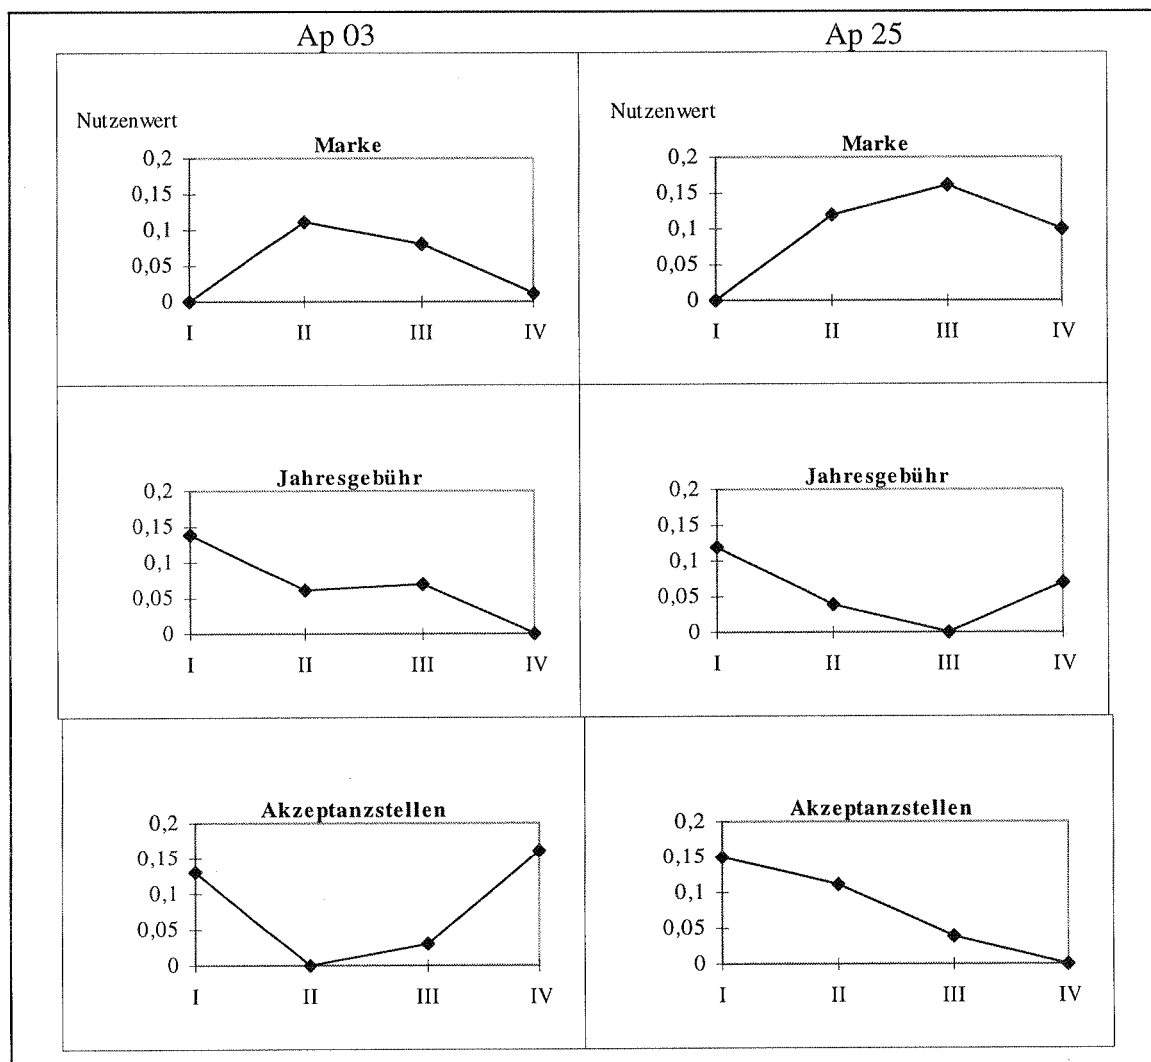 Ap 03
Ap 25
Nutzenwert
Marke
0,2
0,15
0,1
0,05
0
I II III IV
Nutzenwert
Marke
0,2
0,15
0,1
0,05
0
I II III IV
Jahresgebühr
0,2
0,15
0,1
0,05
0
I II III IV
Jahresgebühr
0,2
0,15
0,1
0,05
0
I II III IV
Akzeptanzstellen
0,2
0,15
0,1
0,05
0
I II III IV
Akzeptanzstellen
0,2
0,15
0,1
0,05
0
I II III IV